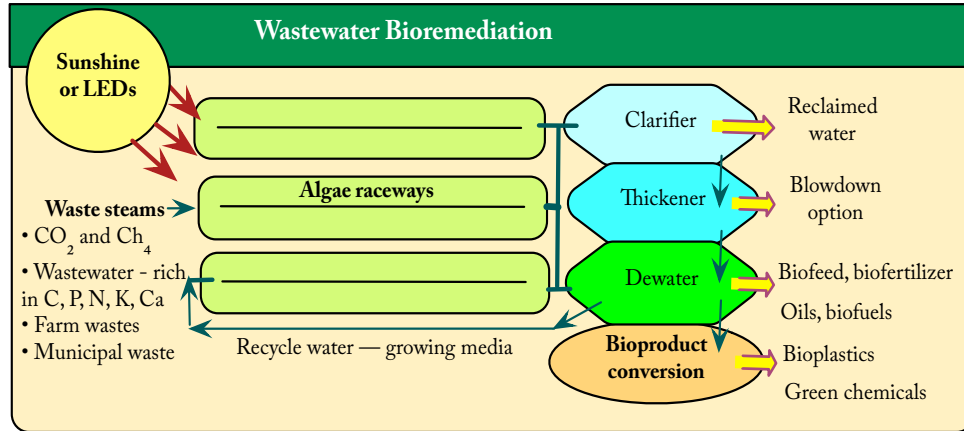 Wastewater Bioremediation
Sunshine
or LEDs
Algae raceways
Waste steams
• CO2 and Ch4
• Wastewater - rich
in C, P, N, K, Ca
• Farm wastes
• Municipal waste
Recycle water — growing media
Clarifier
Thickener
Dewater
Bioproduct
conversion
Reclaimed
water
Blowdown
option
Biofeed, biofertilizer
Oils, biofuels
Bioplastics
Green chemicals